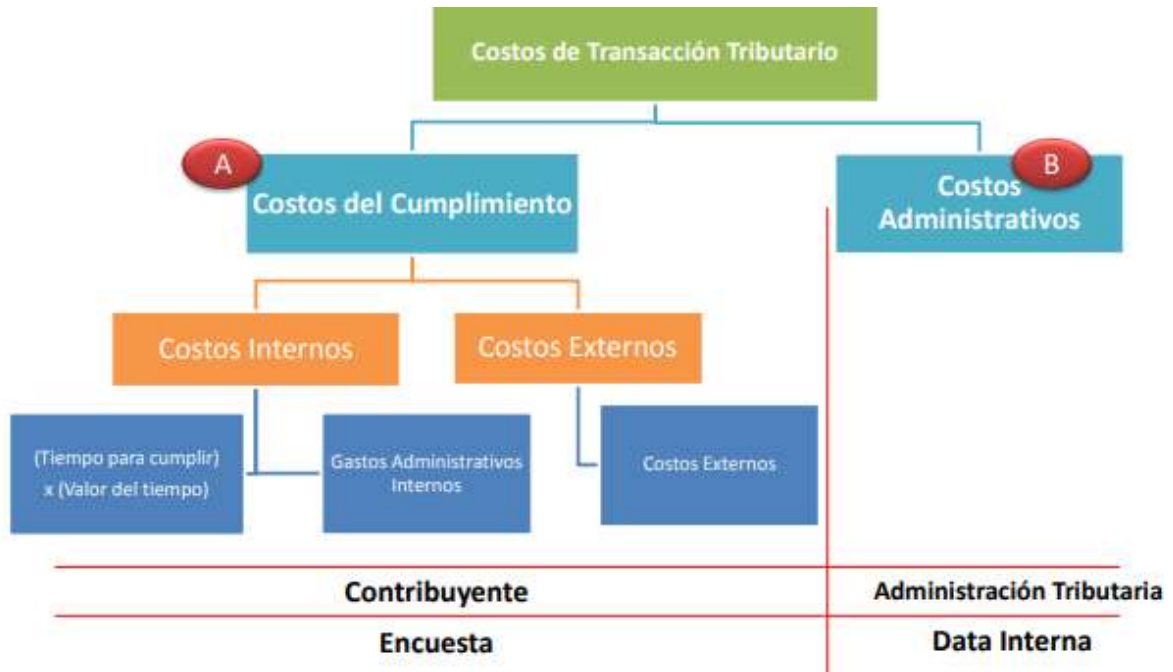 Costos de Transacción Tributario
A
Costos del Cumplimiento
B
Costos
Administrativos
Costos Internos
Costos Externos
(Tiempo para cumplir)
x (Valor del tiempo)
Gastos Administrativos
Internos
Costos Externos
Contribuyente
Administración Tributaria
Encuesta
Data Interna